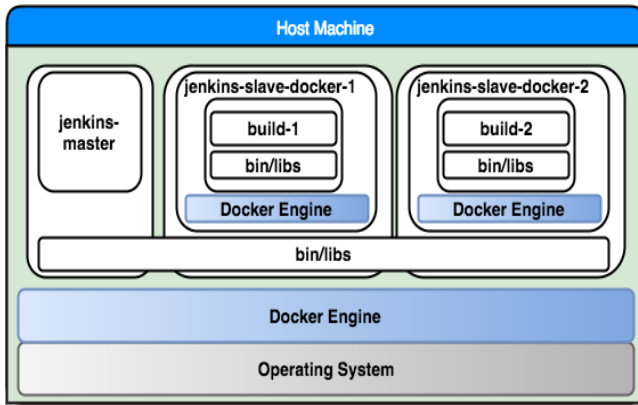 Host Machine
jenkins-
master
jenkins-slave-docker-1
build-1
bin/libs
Docker Engine
jenkins-slave-docker-2
build-2
bin/libs
Docker Engine
bin/libs
Docker Engine
Operating System